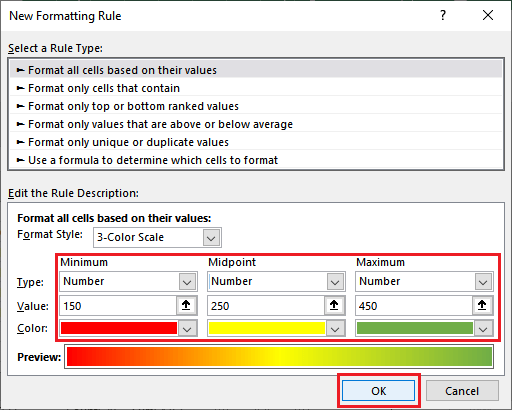 New Formatting Rule ? ×
Select a Rule Type:
► Format all cells based on their values
► Format only cells that contain
► Format only top or bottom ranked values
► Format only values that are above or below average
► Format only unique or duplicate values
► Use a formula to determine which cells to format
Edit the Rule Description:
Format all cells based on their values:
Format Style: 3-Color Scale
Minimum Midpoint Maximum
Type: Number Number Number
Value: 150 250 450
Color:
Preview:
OK Cancel